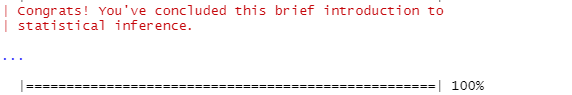 | Congrats! You've concluded this brief introduction to
| statistical inference.
...
|===================================================| 100%